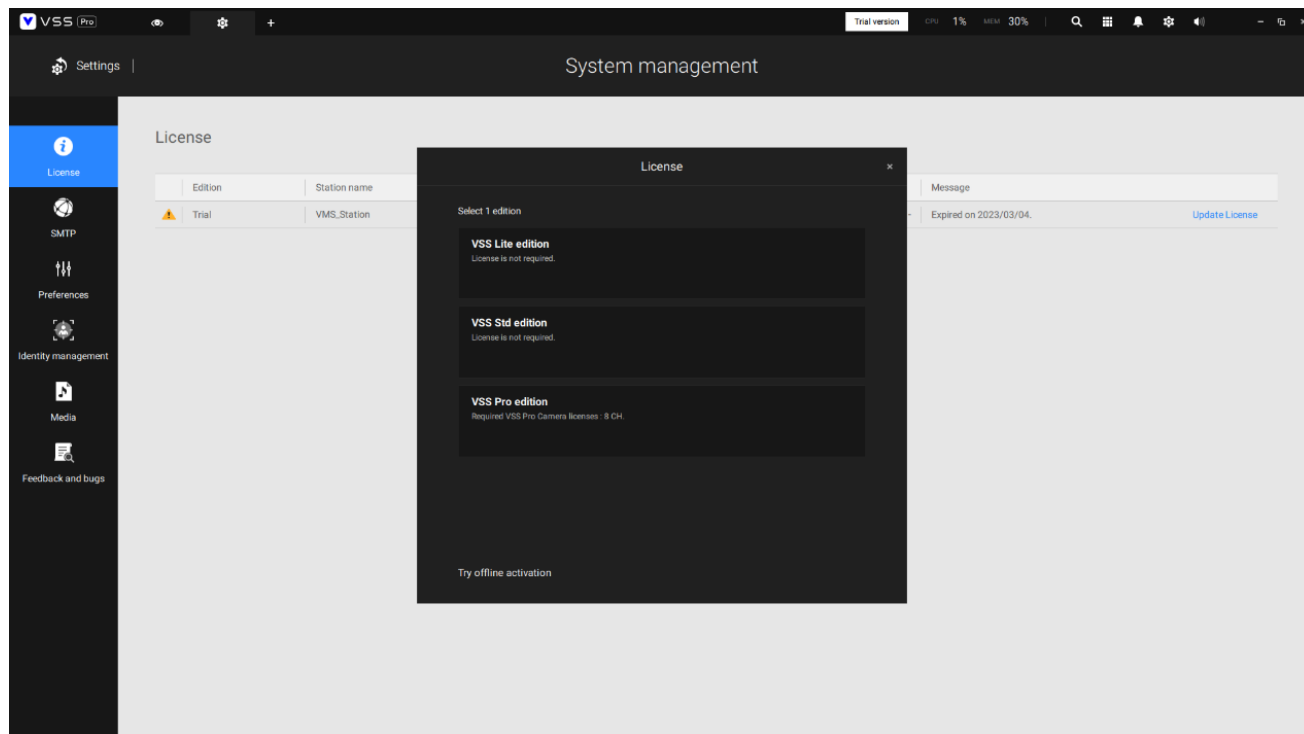 VSS Pro
+
Trial version
CPU 1% MEM 30%
Settings
System management
License
SMTP
Preferences
Identity management
Media
Feedback and bugs
License
Edition Station name Message
Trial VMS_Station - Expired on 2023/03/04. Update License
License
Select 1 edition
VSS Lite edition
License is not required.
VSS Std edition
License is not required.
VSS Pro edition
Required VSS Pro Camera licenses : 8 CH.
Try offline activation